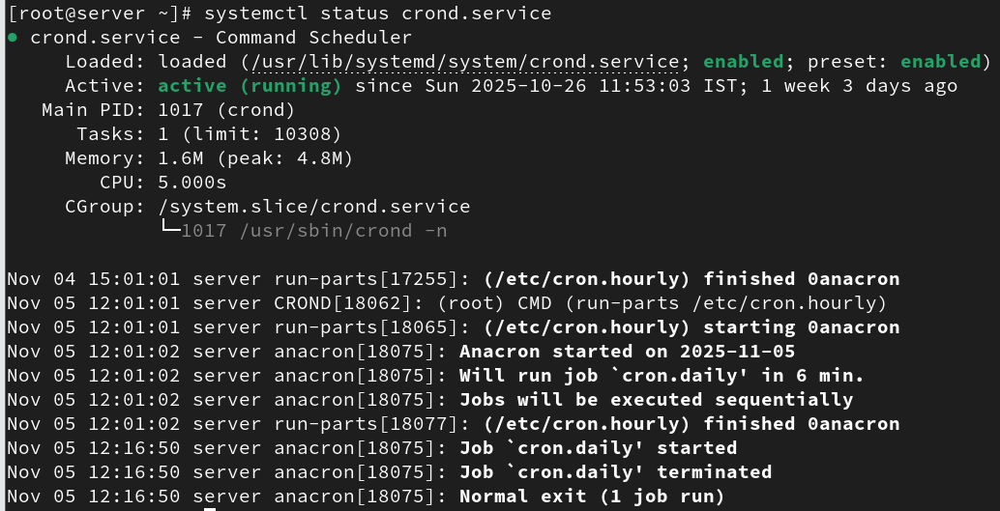 [root@server ~]# systemctl status crond.service
● crond.service - Command Scheduler
Loaded: loaded (/usr/lib/systemd/system/crond.service; enabled; preset: enabled)
Active: active (running) since Sun 2025-10-26 11:53:03 IST; 1 week 3 days ago
Main PID: 1017 (crond)
Tasks: 1 (limit: 10308)
Memory: 1.6M (peak: 4.8M)
CPU: 5.000s
CGroup: /system.slice/crond.service
└─1017 /usr/sbin/crond -n
Nov 04 15:01:01 server run-parts[17255]: (/etc/cron.hourly) finished 0anacron
Nov 05 12:01:01 server CROND[18062]: (root) CMD (run-parts /etc/cron.hourly)
Nov 05 12:01:01 server run-parts[18065]: (/etc/cron.hourly) starting 0anacron
Nov 05 12:01:02 server anacron[18075]: Anacron started on 2025-11-05
Nov 05 12:01:02 server anacron[18075]: Will run job `cron.daily' in 6 min.
Nov 05 12:01:02 server anacron[18075]: Jobs will be executed sequentially
Nov 05 12:01:02 server run-parts[18077]: (/etc/cron.hourly) finished 0anacron
Nov 05 12:16:50 server anacron[18075]: Job `cron.daily' started
Nov 05 12:16:50 server anacron[18075]: Job `cron.daily' terminated
Nov 05 12:16:50 server anacron[18075]: Normal exit (1 job run)